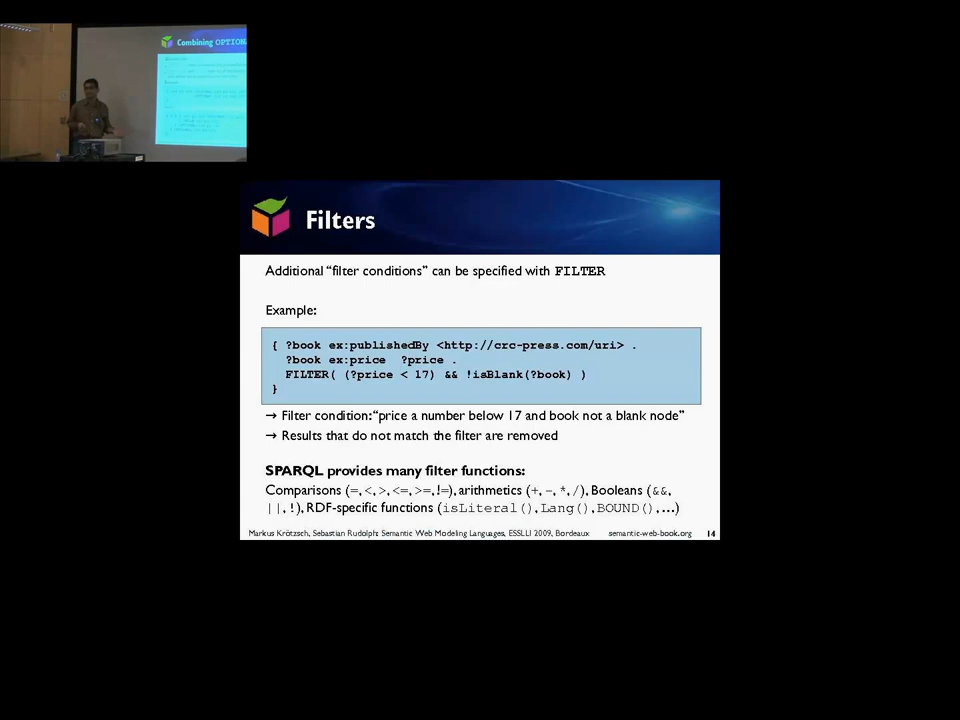 Combining OPTION
Filters
Additional “filter conditions” can be specified with FILTER
Example:
{ ?book ex:publishedBy <http://crc-press.com/uri> .
?book ex:price ?price .
FILTER( (?price < 17) && !isBlank(?book) )
}
→ Filter condition: “price a number below 17 and book not a blank node”
→ Results that do not match the filter are removed
SPARQL provides many filter functions:
Comparisons (=, <, >, <=, >=, !=), arithmetics (+, -, *, /), Booleans (&&,
||, !), RDF-specific functions (isLiteral(), Lang(), BOUND(), …)
Markus Krötzsch, Sebastian Rudolph: Semantic Web Modeling Languages, ESSLLI 2009, Bordeaux semantic-web-book.org 14